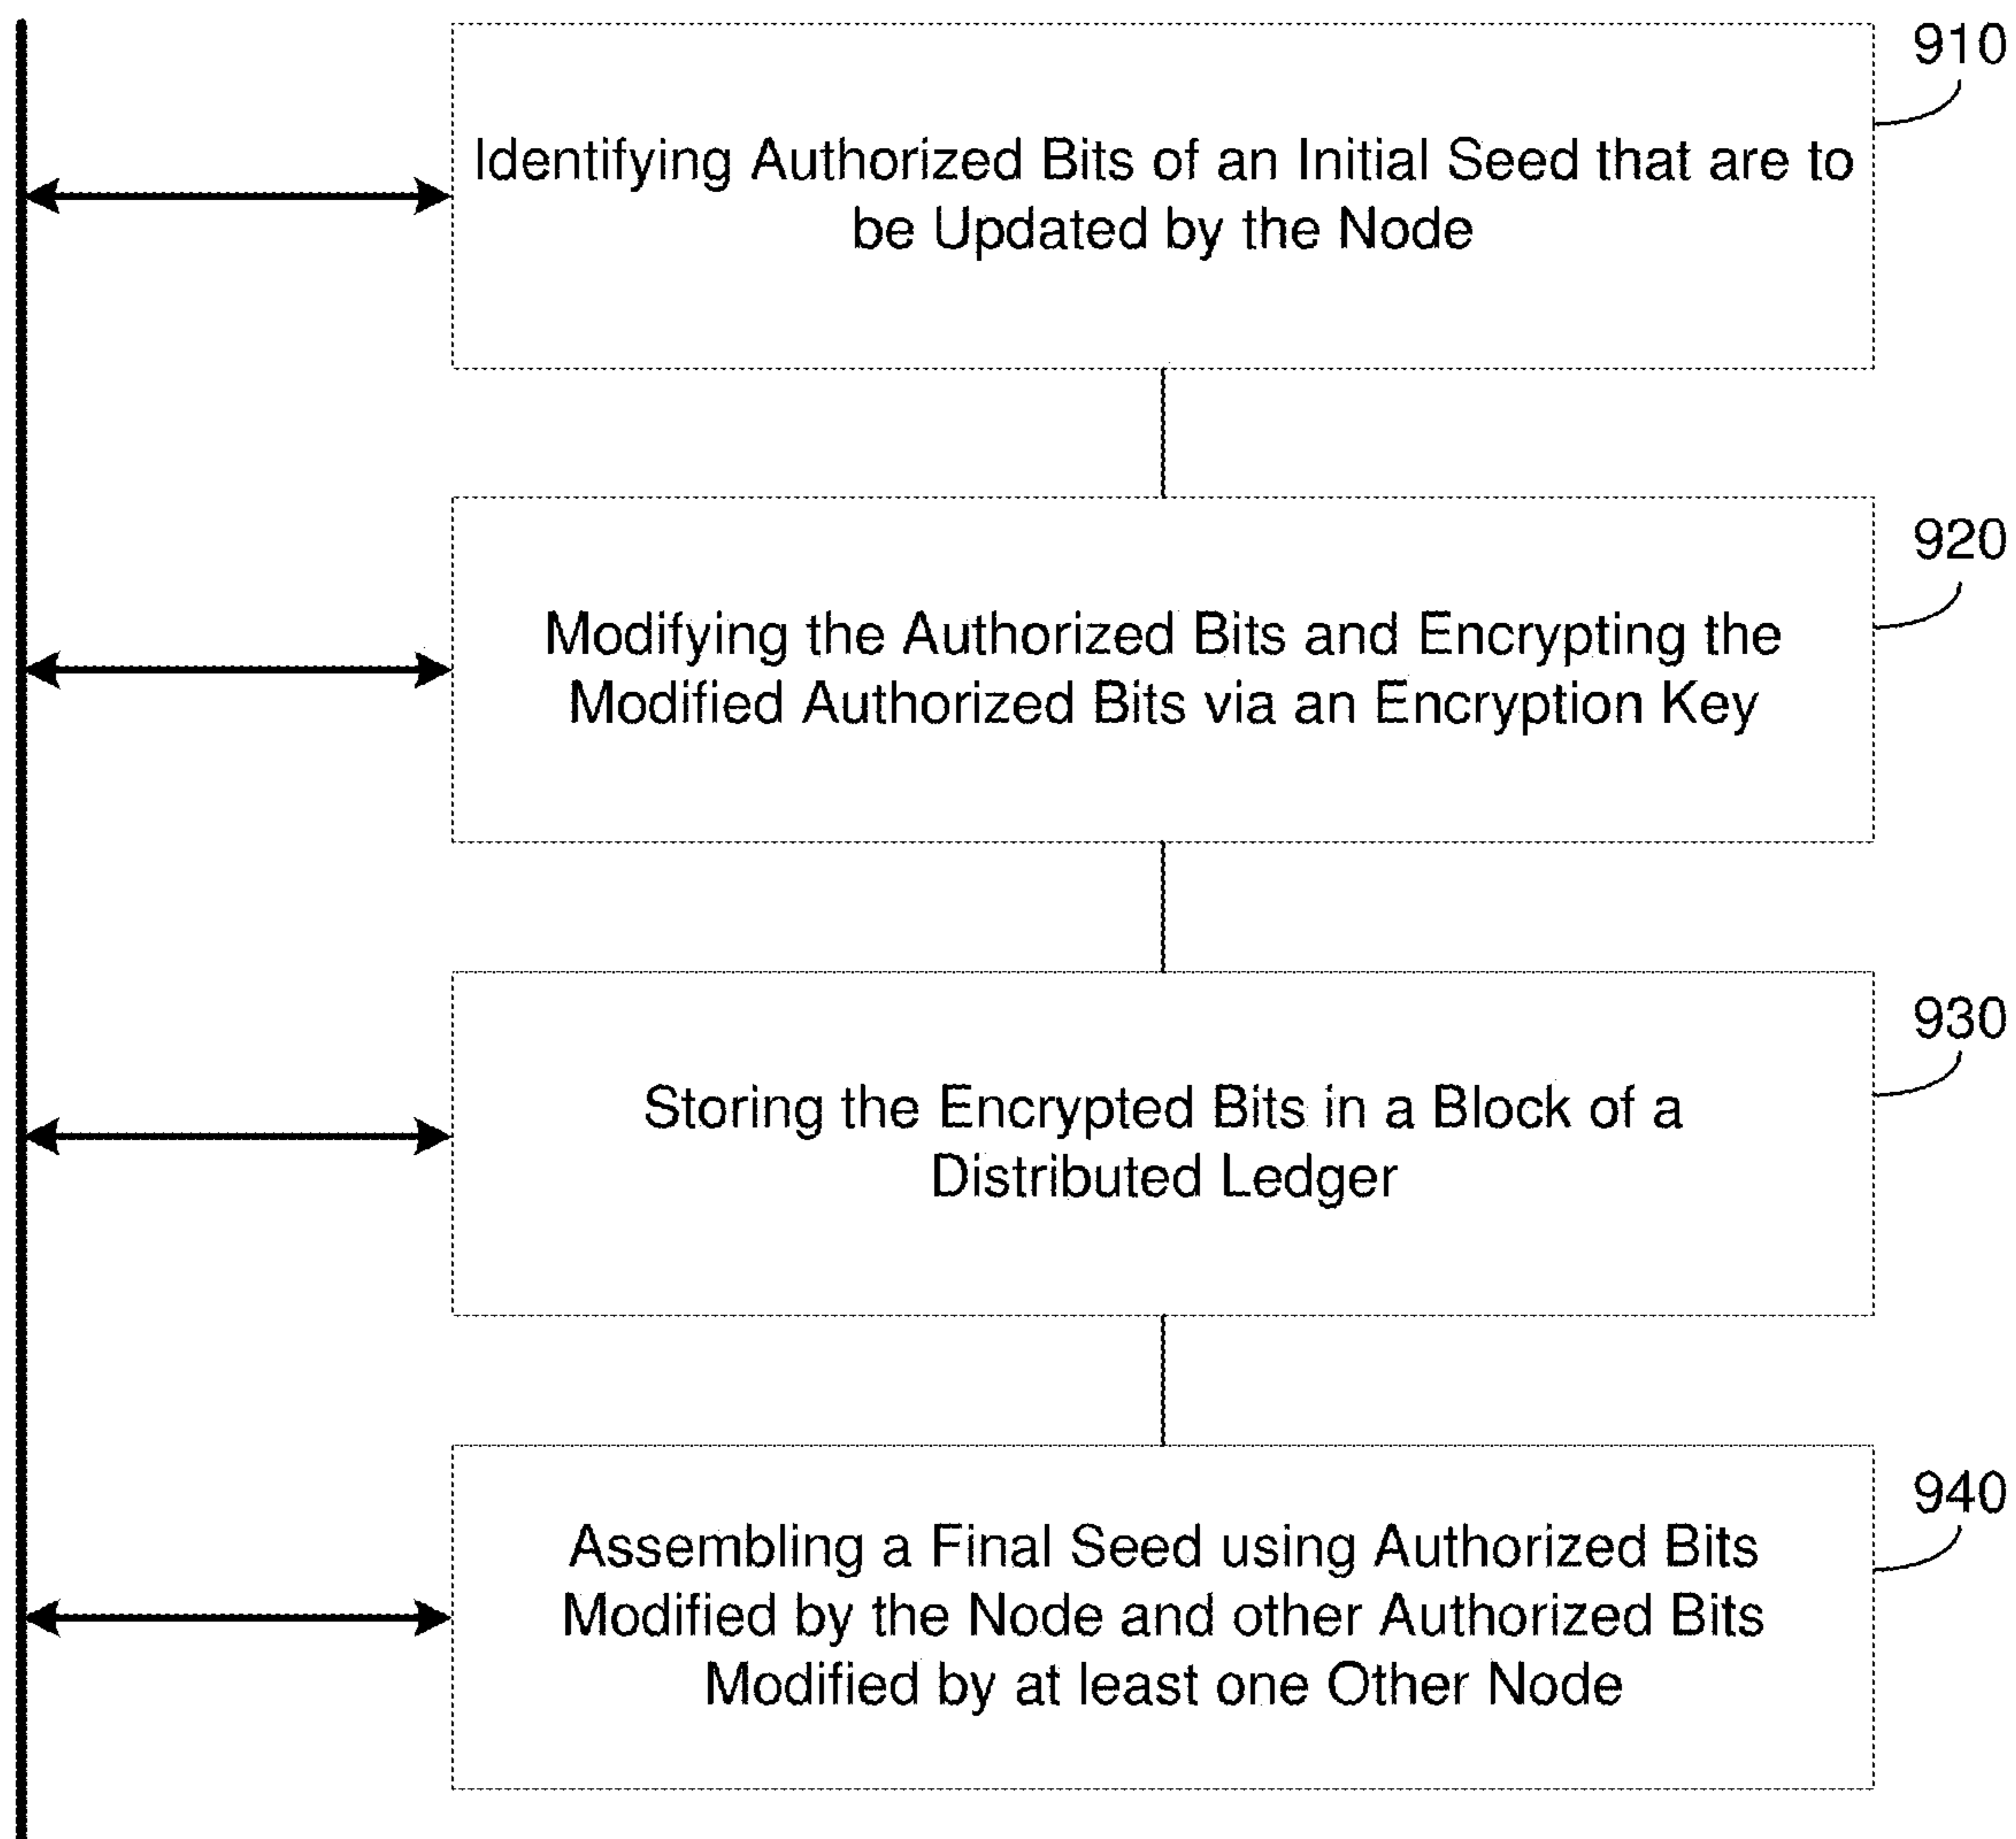 910
Identifying Authorized Bits of an Initial Seed that are to
be Updated by the Node
920
Modifying the Authorized Bits and Encrypting the
Modified Authorized Bits via an Encryption Key
930
Storing the Encrypted Bits in a Block of a
Distributed Ledger
940
Assembling a Final Seed using Authorized Bits
Modified by the Node and other Authorized Bits
Modified by at least one Other Node